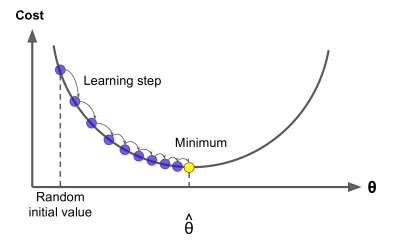 Cost
Learning step
Minimum
θ
Random
initial value
θ̂